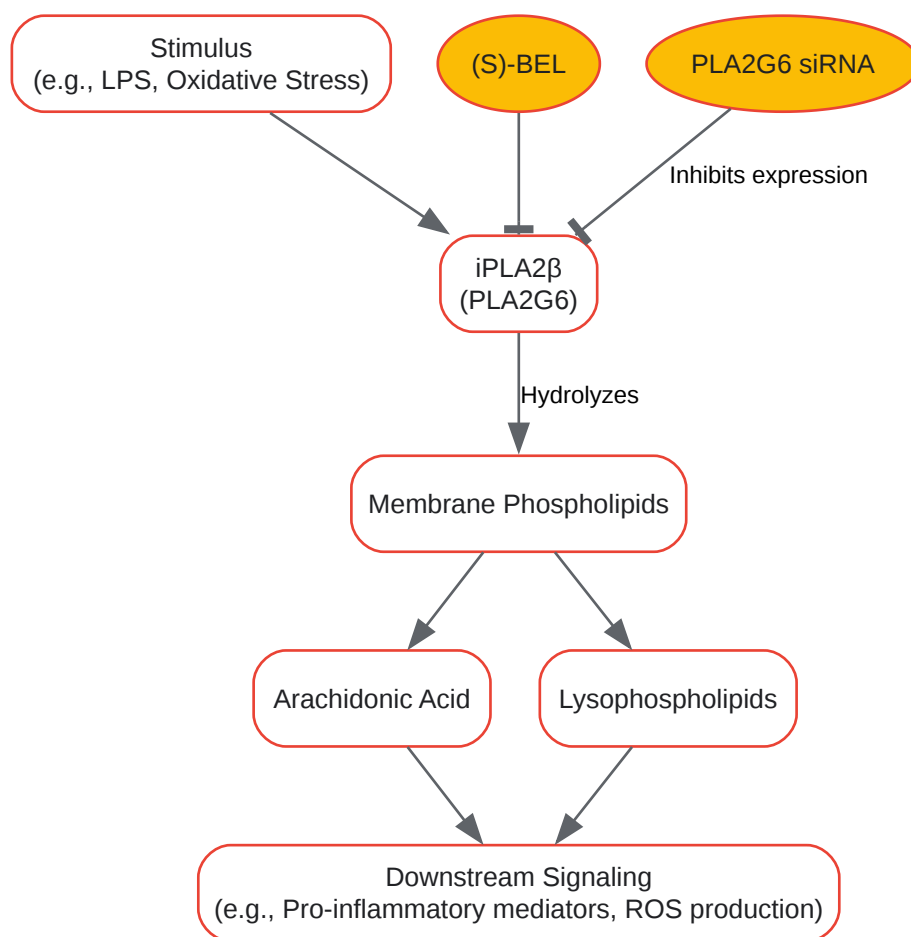 Stimulus
(e.g., LPS, Oxidative Stress)
(S)-BEL
PLA2G6 siRNA
Inhibits expression
iPLA2β
(PLA2G6)
Hydrolyzes
Membrane Phospholipids
Arachidonic Acid
Lysophospholipids
Downstream Signaling
(e.g., Pro-inflammatory mediators, ROS production)